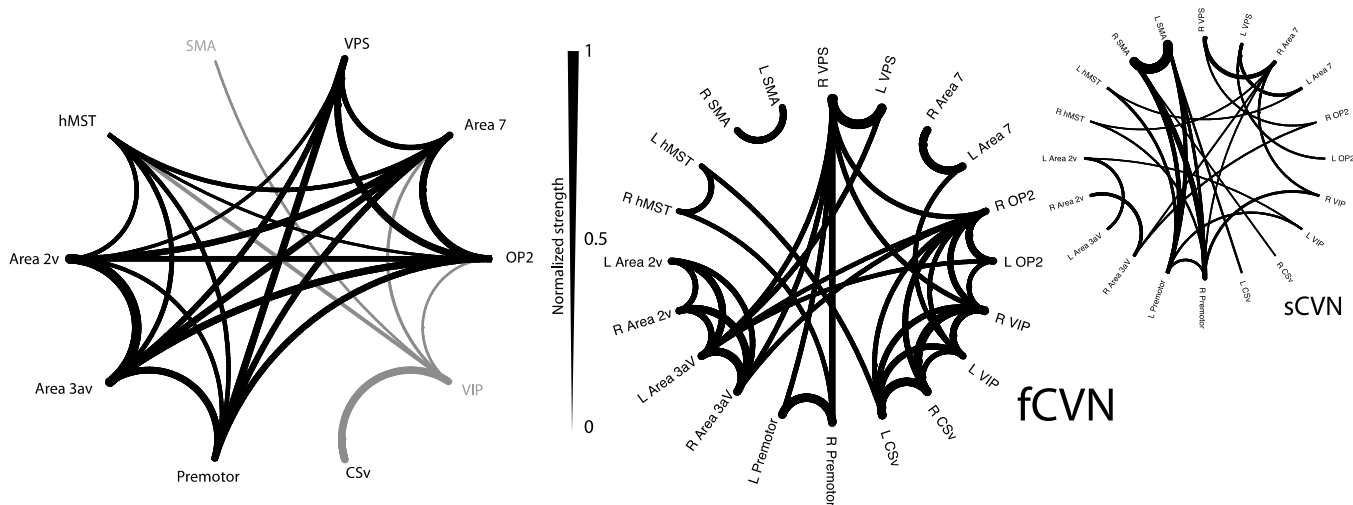 SMA
VPS
hMST
Area 7
Area 2v
OP2
Area 3av
VIP
Premotor
CSv
1
Normalized strength
0.5
0
R VPS
L VPS
L SMA
R SMA
R Area 7
L Area 7
L hMST
R hMST
R OP2
L Area 2v
L OP2
R Area 2v
R VIP
L Area 3aV
L VIP
R Area 3aV
R CSv
L Premotor
R Premotor
L CSv
fCVN
L SMA
R VPS
L VPS
R SMA
R Area 7
L hMST
L Area 7
R hMST
R OP2
L Area 2v
L OP2
R Area 2v
R VIP
L Area 3aV
L VIP
R Area 3aV
R CSv
L Premotor
R Premotor
L CSv
sCVN